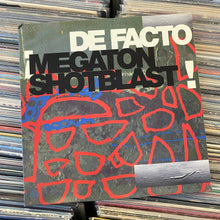 DE FACTO
¡MEGATON
SHOTBLAST!